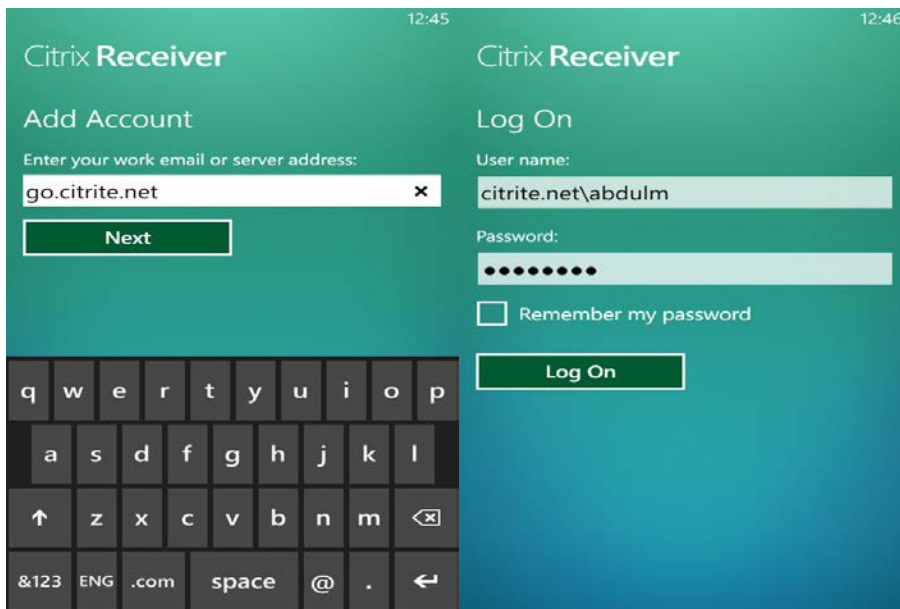 12:45
Citrix Receiver
Add Account
Enter your work email or server address:
go.citrite.net
Next
q w e r t y u i o p
a s d f g h j k l
z x c v b n m
&123 ENG .com space @ .
12:46
Citrix Receiver
Log On
User name:
citrite.net\abdulm
Password:
Remember my password
Log On